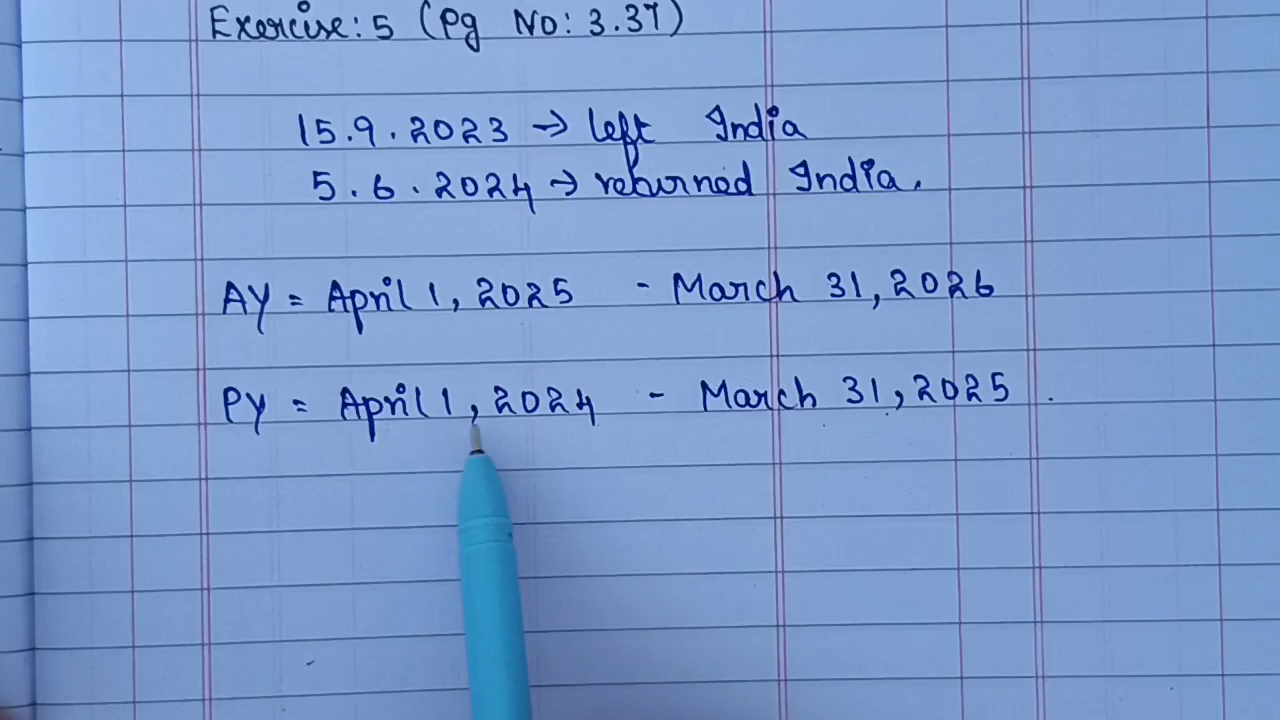 Exercise: 5 (Pg No: 3.37)
15.9.2023 → left India
5.6.2024 → returned India.
AY = April 1, 2025 - March 31, 2026
PY = April 1, 2024 - March 31, 2025.